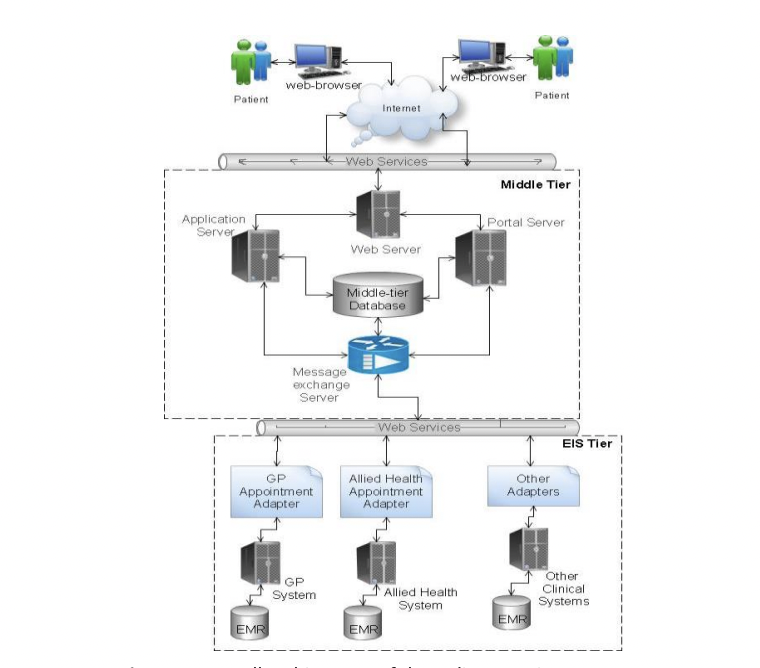 Patient
web-browser
web-browser
Patient
Internet
Web Services
Middle Tier
Application
Server
Portal Server
Web Server
Middle-tier
Database
Message
exchange
Server
Web Services
EIS Tier
GP
Appointment
Adapter
Allied Health
Appointment
Adapter
Other
Adapters
GP
System
Allied Health
System
Other
Clinical
Systems
EMR
EMR
EMR